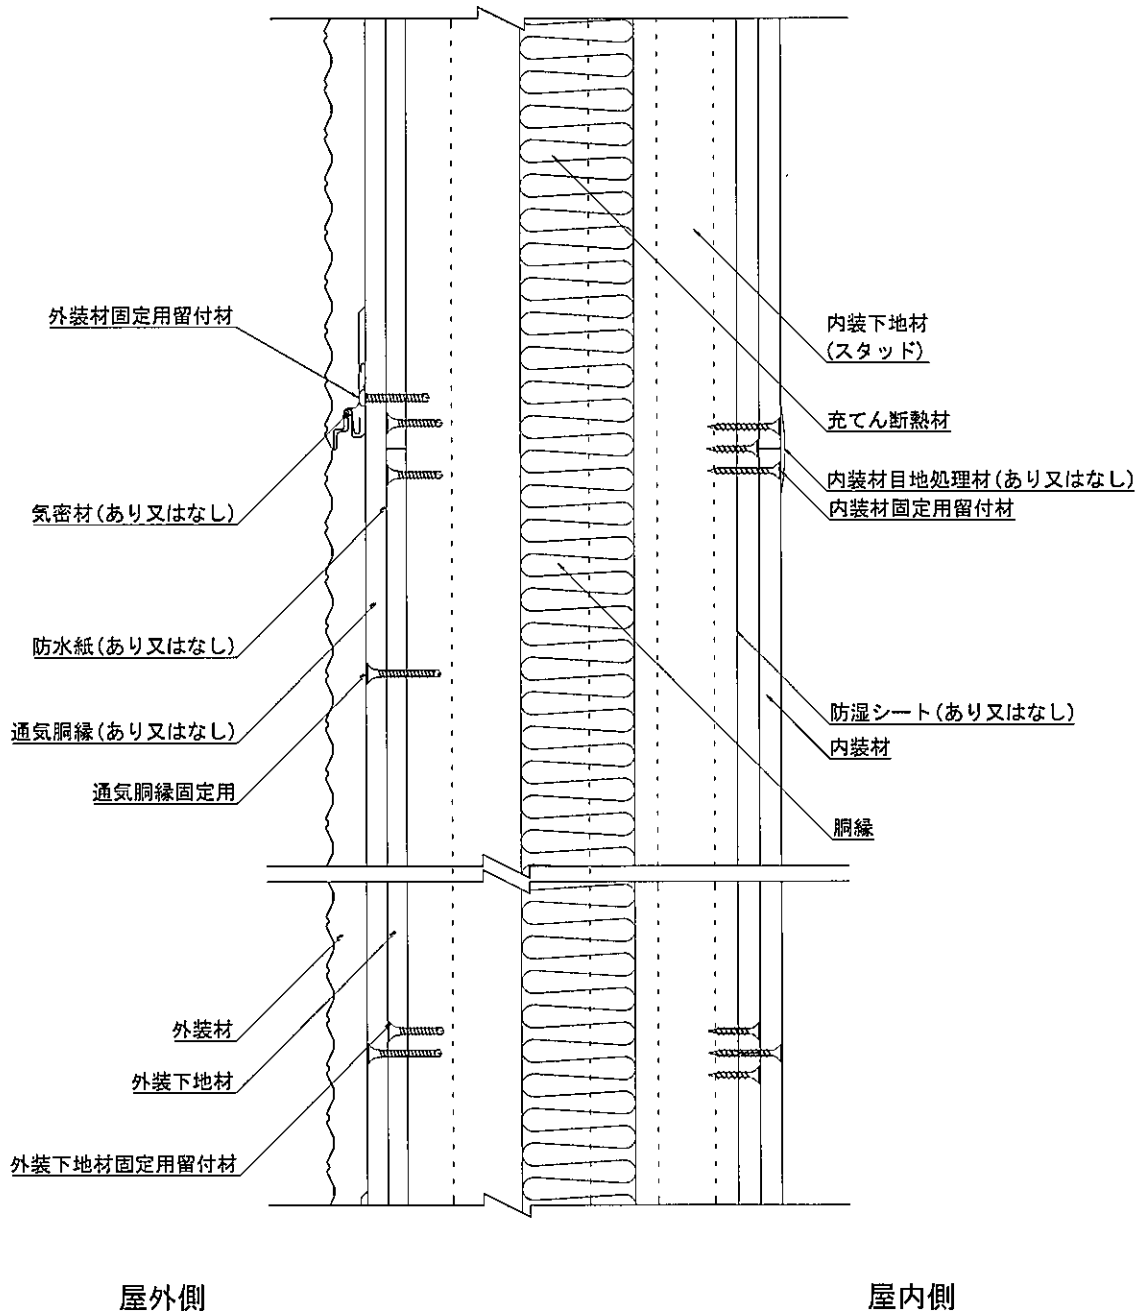 外装材固定用留付材
気密材(あり又はなし)
防水紙(あり又はなし)
通気胴縁(あり又はなし)
通気胴縁固定用
外装材
外装下地材
外装下地材固定用留付材
内装下地材
(スタッド)
充てん断熱材
内装材目地処理材(あり又はなし)
内装材固定用留付材
防湿シート(あり又はなし)
内装材
胴縁
屋外側
屋内側